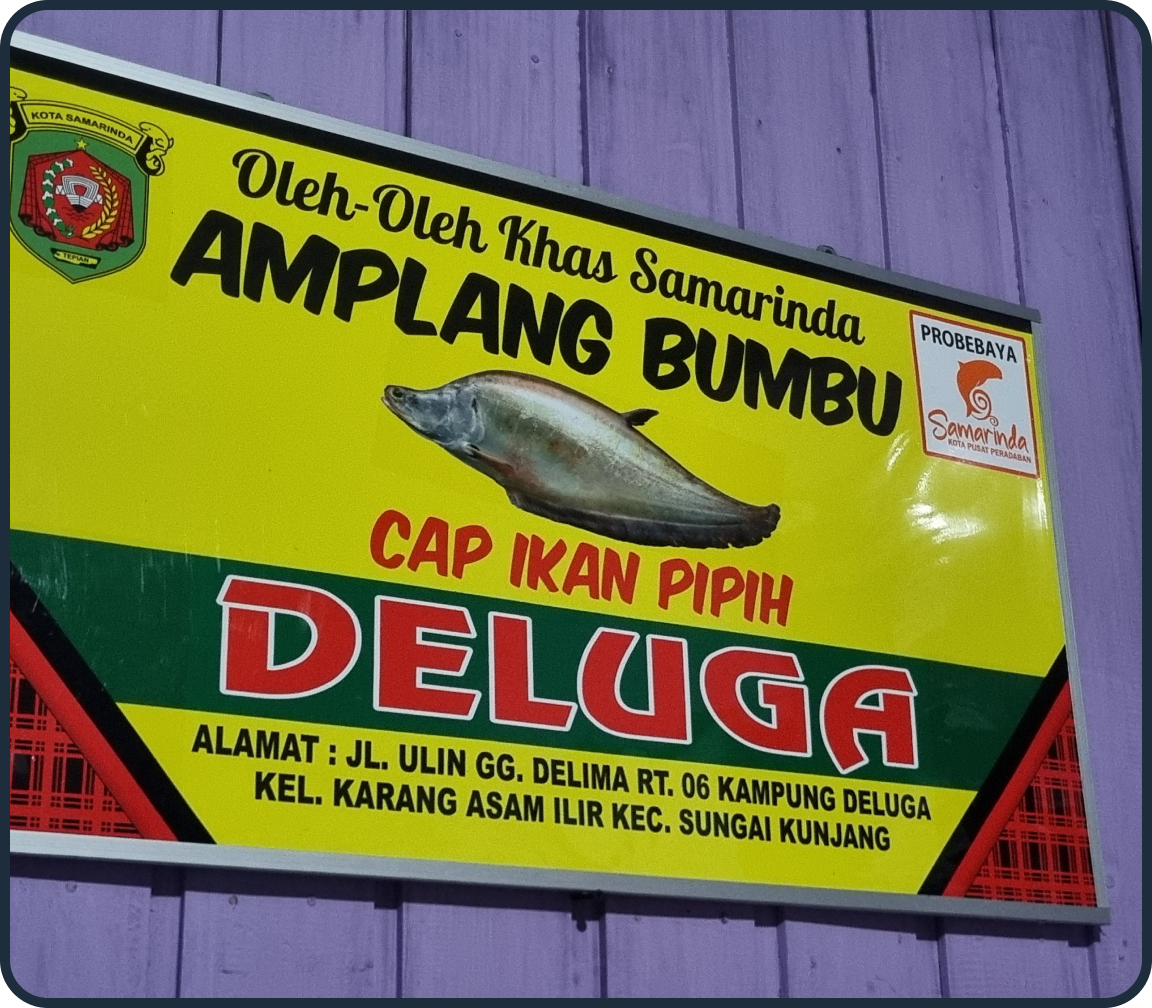 KOTA SAMARINDA
TEPIAN
Oleh-Oleh Khas Samarinda
AMPLANG BUMBU
PROBEBAYA
Samarinda
KOTA PUSAT PERADABAN
CAP IKAN PIPIH
DELUGA
ALAMAT : JL. ULIN GG. DELIMA RT. 06 KAMPUNG DELUGA
KEL. KARANG ASAM ILIR KEC. SUNGAI KUNJANG